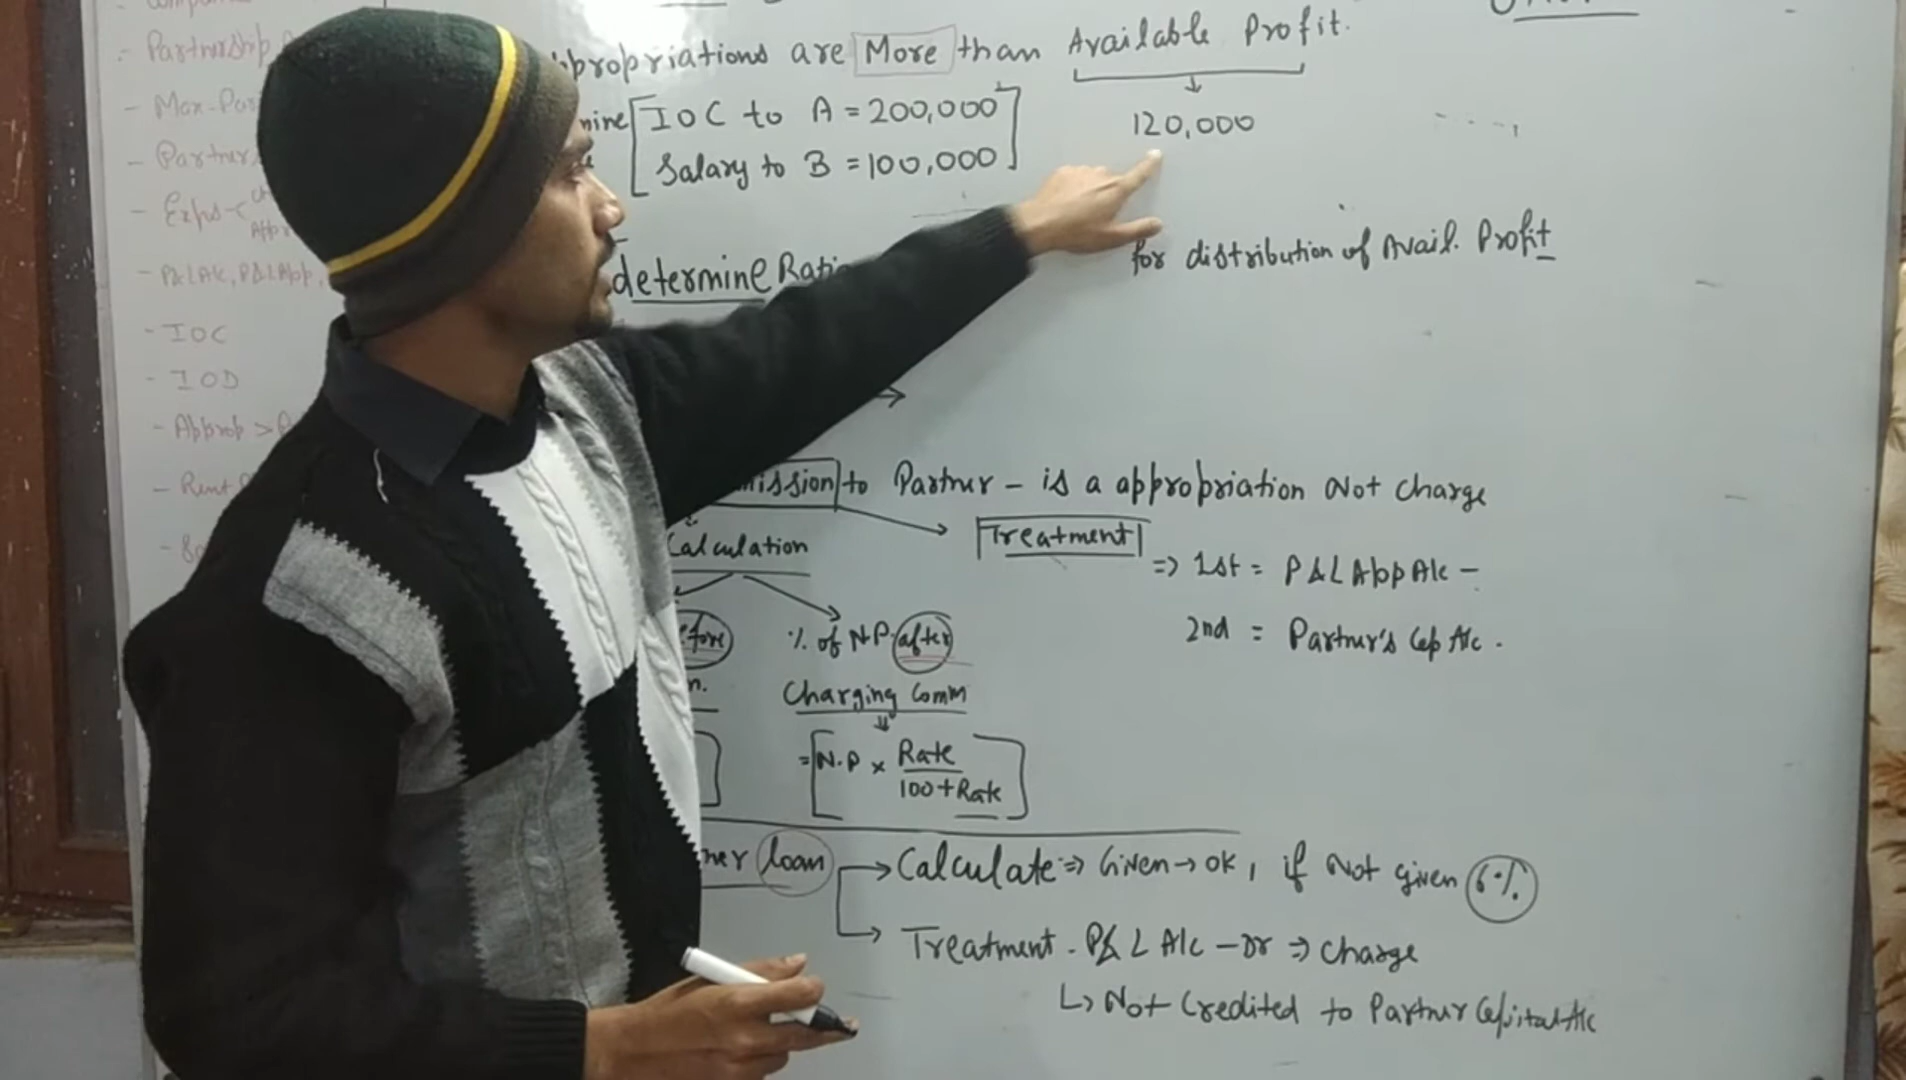 Partnership
- Max-Par
- Partner
- Exps
- P&L A/c, P&L App
- IOC
- IOD
- Approp >
- Rent
ppropriations are More than Available Profit.
IOC to A = 200,000
Salary to B = 100,000
120,000
determine Ratio
for distribution of Avail. Profit
mission to Partner - is a appropriation Not Charge
Calculation
Treatment
=> 1st = P&L App A/c -
2nd = Partner's Cap A/c.
fore
% of N.P. after
Charging Comm
= N.P × Rate
100+Rate
ner loan
Calculate => Given → OK, if Not given 6%
Treatment - P&L A/c - Dr => Charge
↳ Not Credited to Partner Capital A/c